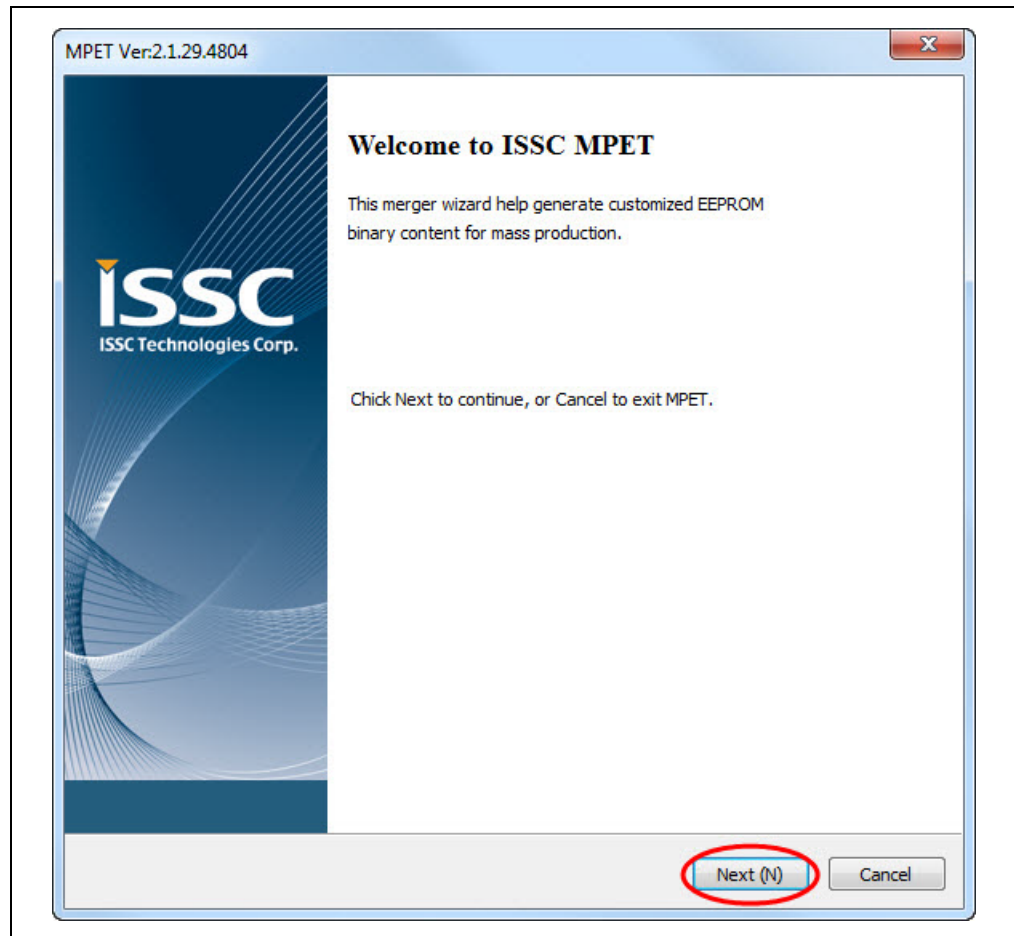 MPET Ver:2.1.29.4804
Welcome to ISSC MPET
This merger wizard help generate customized EEPROM
binary content for mass production.
ISSC
ISSC Technologies Corp.
Chick Next to continue, or Cancel to exit MPET.
Next (N)
Cancel